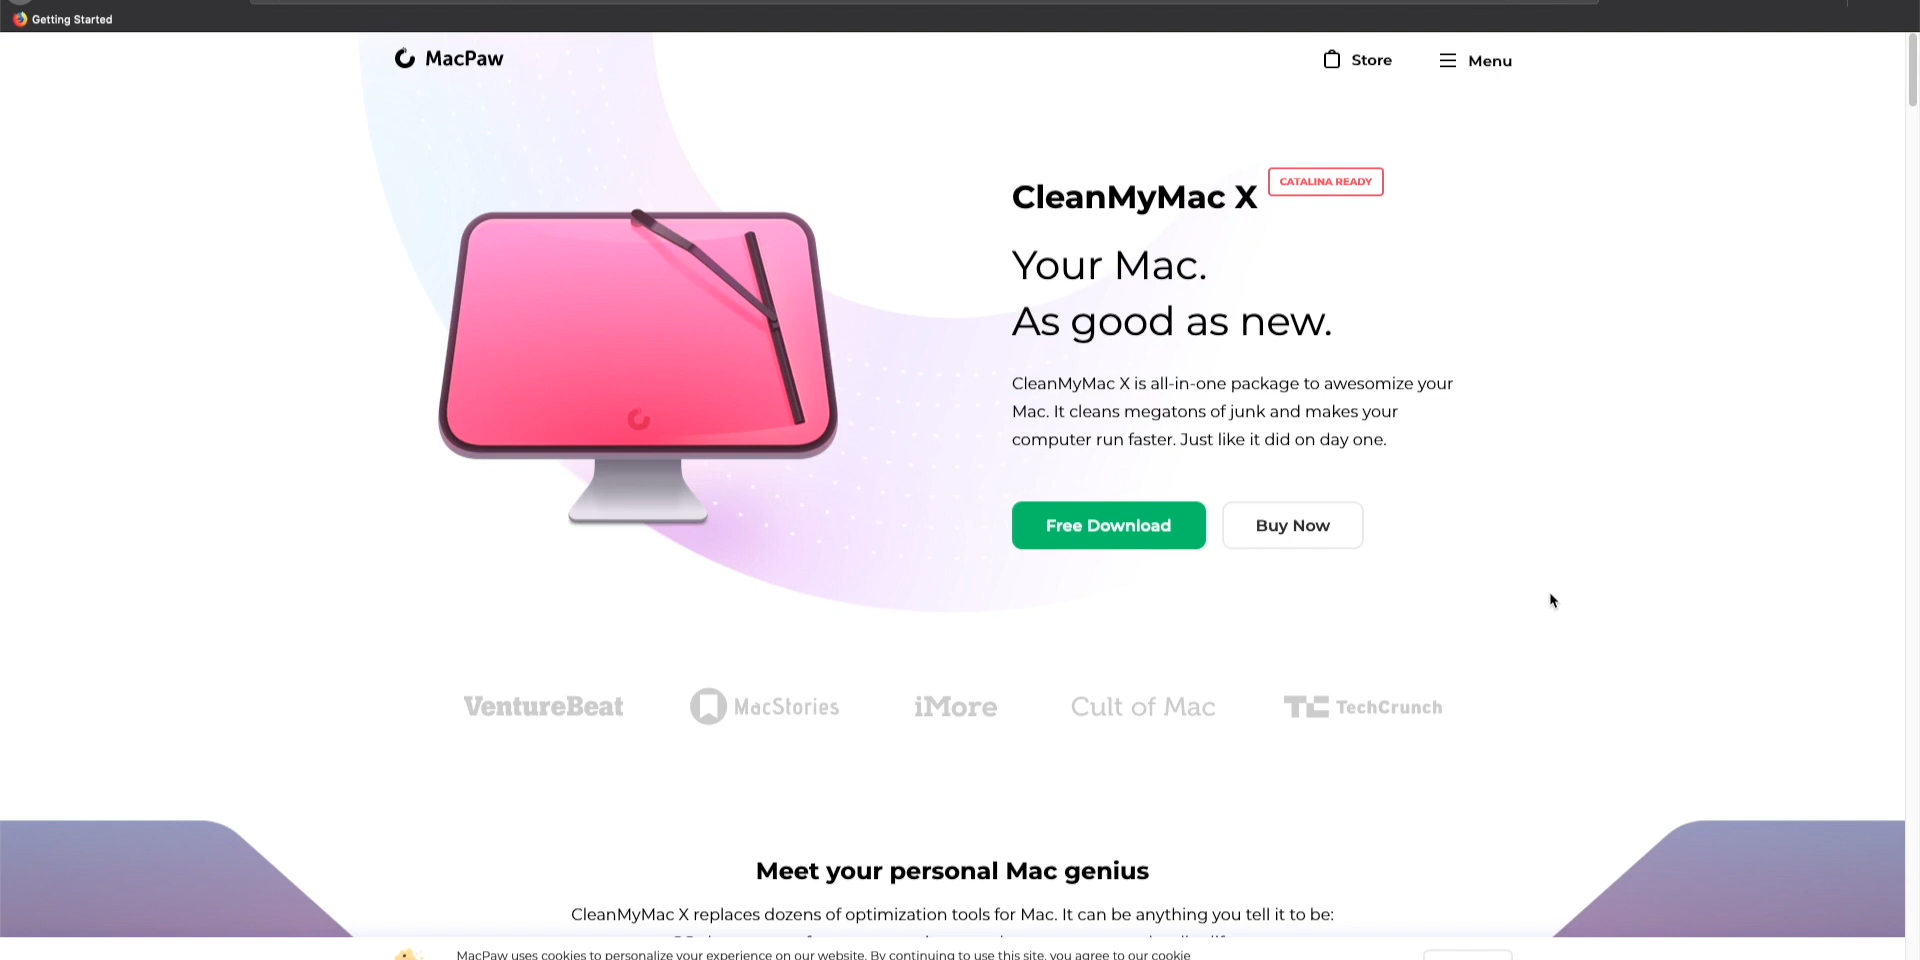 Getting Started
MacPaw
Store
Menu
CleanMyMac X
CATALINA READY
Your Mac.
As good as new.
CleanMyMac X is all-in-one package to awesomize your
Mac. It cleans megatons of junk and makes your
computer run faster. Just like it did on day one.
Free Download
Buy Now
VentureBeat
MacStories
iMore
Cult of Mac
TechCrunch
Meet your personal Mac genius
CleanMyMac X replaces dozens of optimization tools for Mac. It can be anything you tell it to be:
MacPaw uses cookies to personalize your experience on our website. By continuing to use this site, you agree to our cookie